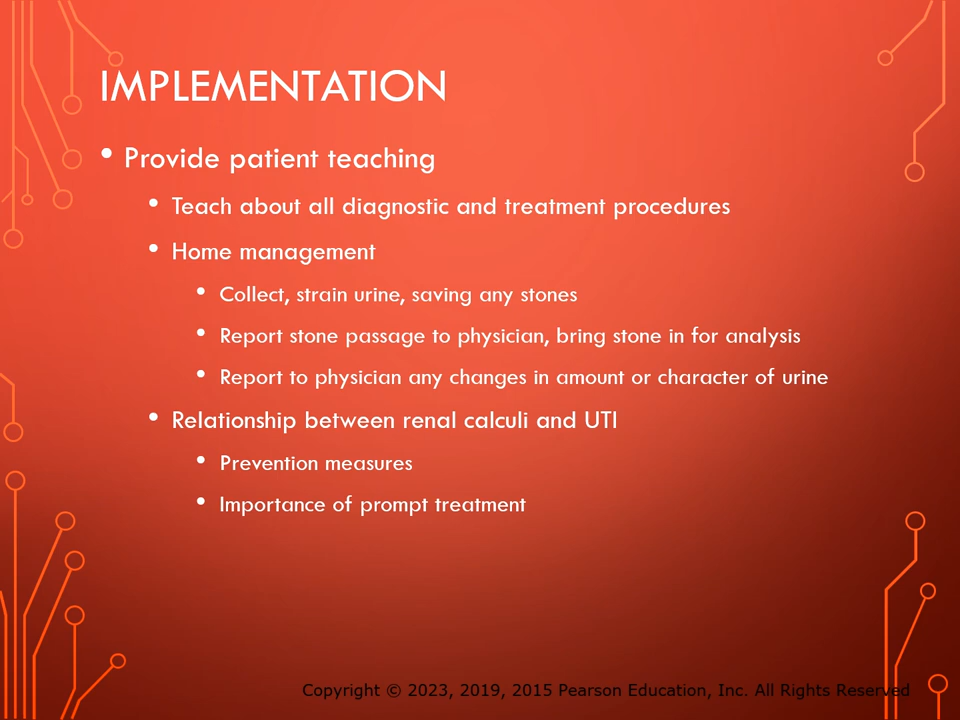 IMPLEMENTATION
• Provide patient teaching
• Teach about all diagnostic and treatment procedures
• Home management
• Collect, strain urine, saving any stones
• Report stone passage to physician, bring stone in for analysis
• Report to physician any changes in amount or character of urine
• Relationship between renal calculi and UTI
• Prevention measures
• Importance of prompt treatment
Copyright © 2023, 2019, 2015 Pearson Education, Inc. All Rights Reserved